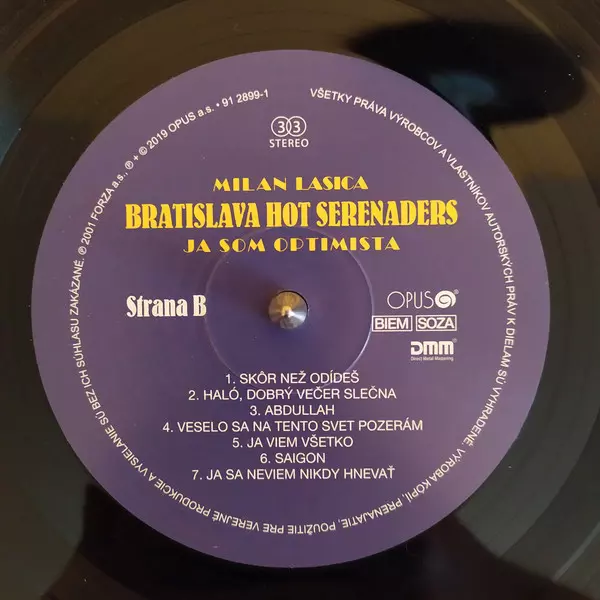 ℗ 2001 FORZA a.s., ℗ + © 2019 OPUS a.s. • 91 2899-1
VŠETKY PRÁVA VÝROBCOV A VLASTNÍKOV AUTORSKÝCH PRÁV K DIELAM SÚ VYHRADENÉ. VÝROBA KÓPIÍ, PRENAJATIE, POUŽITIE PRE VEREJNÉ PRODUKCIE A VYSIELANIE SÚ BEZ ICH SÚHLASU ZAKÁZANÉ.
33
STEREO
MILAN LASICA
BRATISLAVA HOT SERENADERS
JA SOM OPTIMISTA
Strana B
OPUS
BIEM SOZA
DMM
Direct Metal Mastering
1. SKÔR NEŽ ODÍDEŠ
2. HALÓ, DOBRÝ VEČER SLEČNA
3. ABDULLAH
4. VESELO SA NA TENTO SVET POZERÁM
5. JA VIEM VŠETKO
6. SAIGON
7. JA SA NEVIEM NIKDY HNEVAŤ